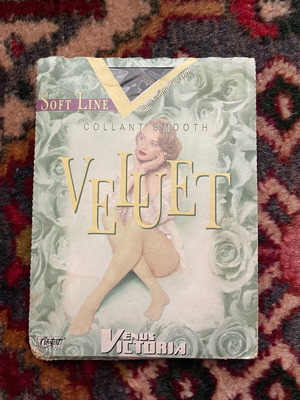 SOFT LINE
COLLANT SMOOTH
VELLUET
VENUS
VICTORIA